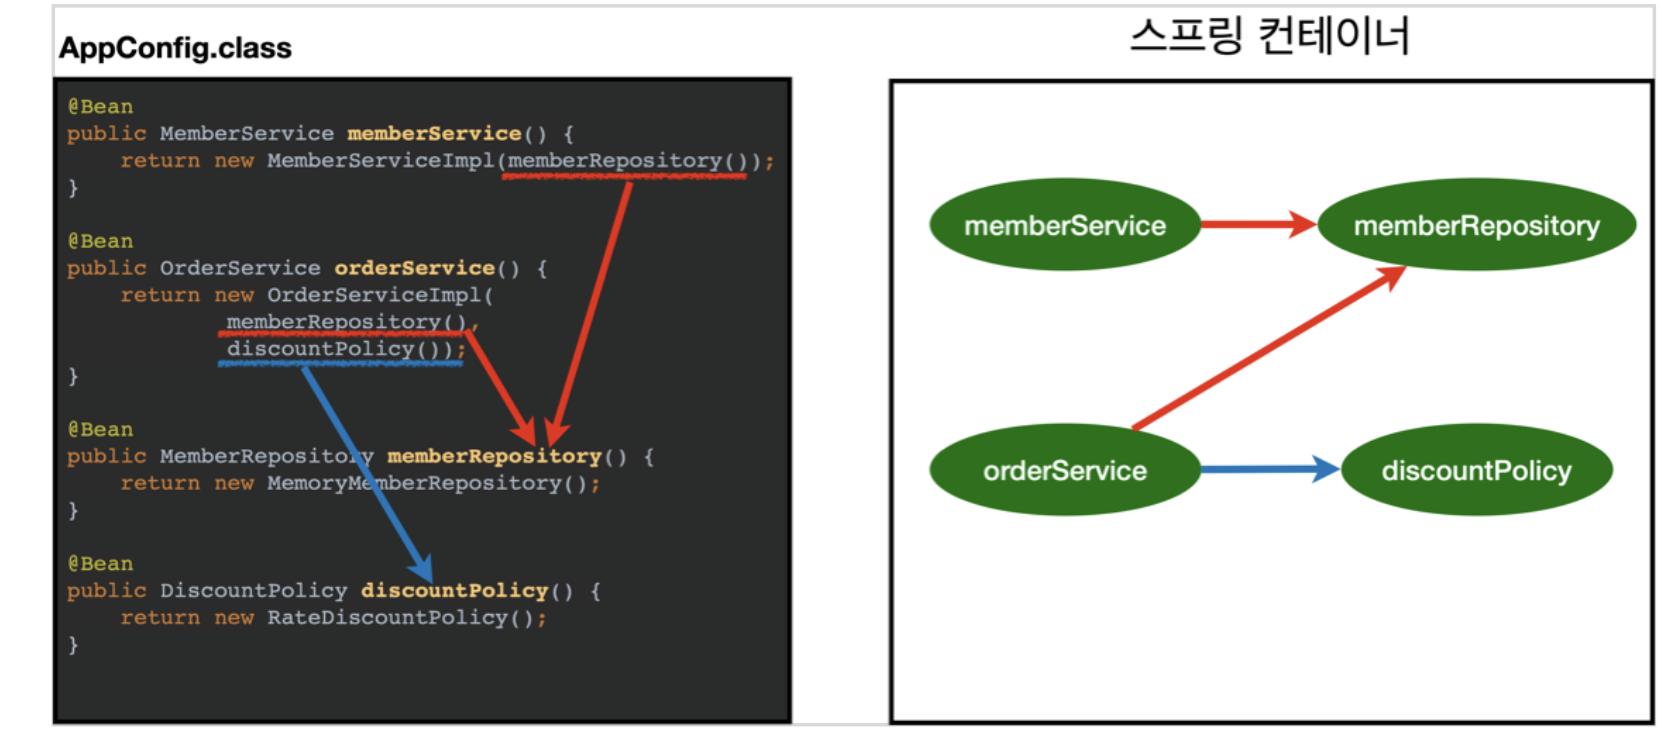 AppConfig.class
@Bean
public MemberService memberService() {
    return new MemberServiceImpl(memberRepository());
}
@Bean
public OrderService orderService() {
    return new OrderServiceImpl(
            memberRepository(),
            discountPolicy());
}
@Bean
public MemberRepository memberRepository() {
    return new MemoryMemberRepository();
}
@Bean
public DiscountPolicy discountPolicy() {
    return new RateDiscountPolicy();
}
스프링 컨테이너
memberService
memberRepository
orderService
discountPolicy